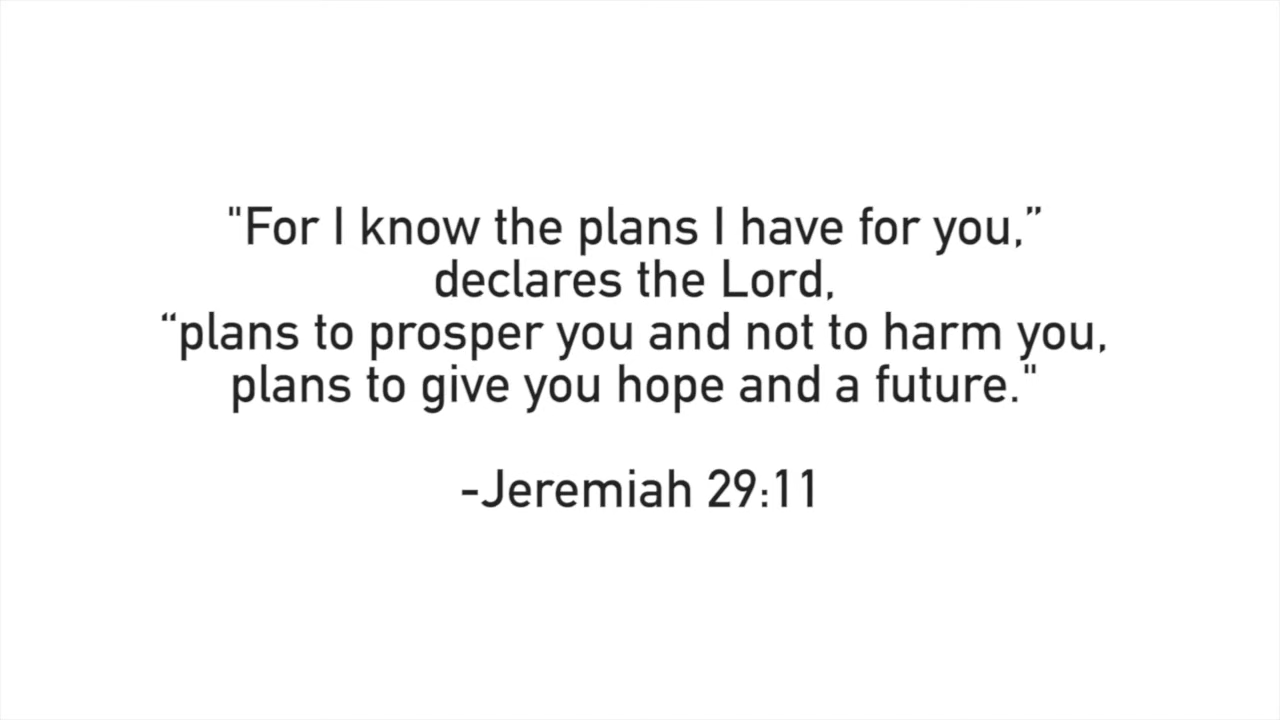 "For I know the plans I have for you,”
declares the Lord,
“plans to prosper you and not to harm you,
plans to give you hope and a future."
-Jeremiah 29:11